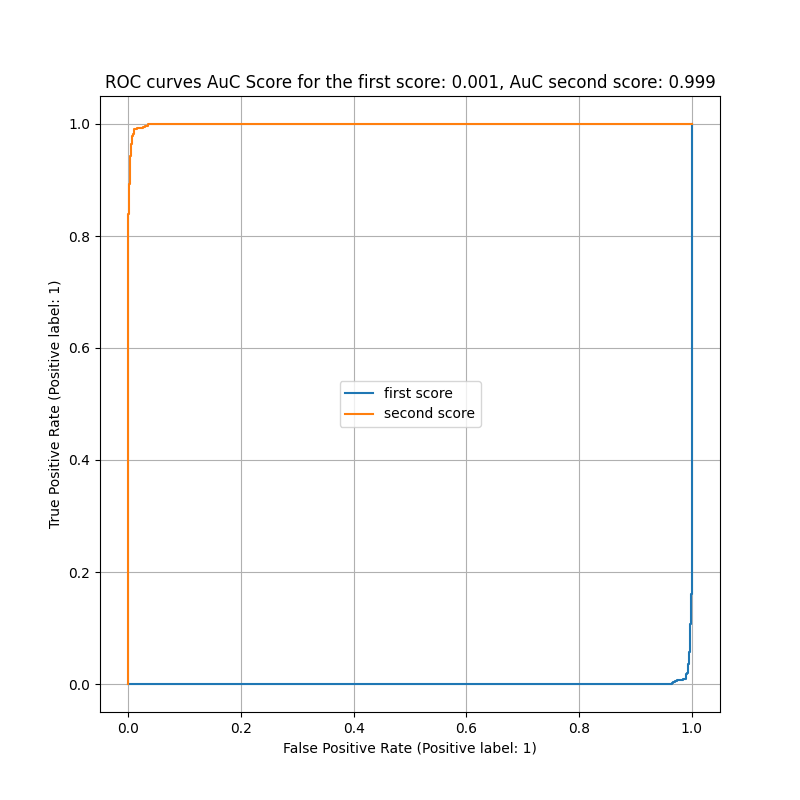 ROC curves AuC Score for the first score: 0.001, AuC second score: 0.999
1.0
0.8
0.6
0.4
0.2
0.0
True Positive Rate (Positive label: 1)
first score
second score
0.0 0.2 0.4 0.6 0.8 1.0
False Positive Rate (Positive label: 1)